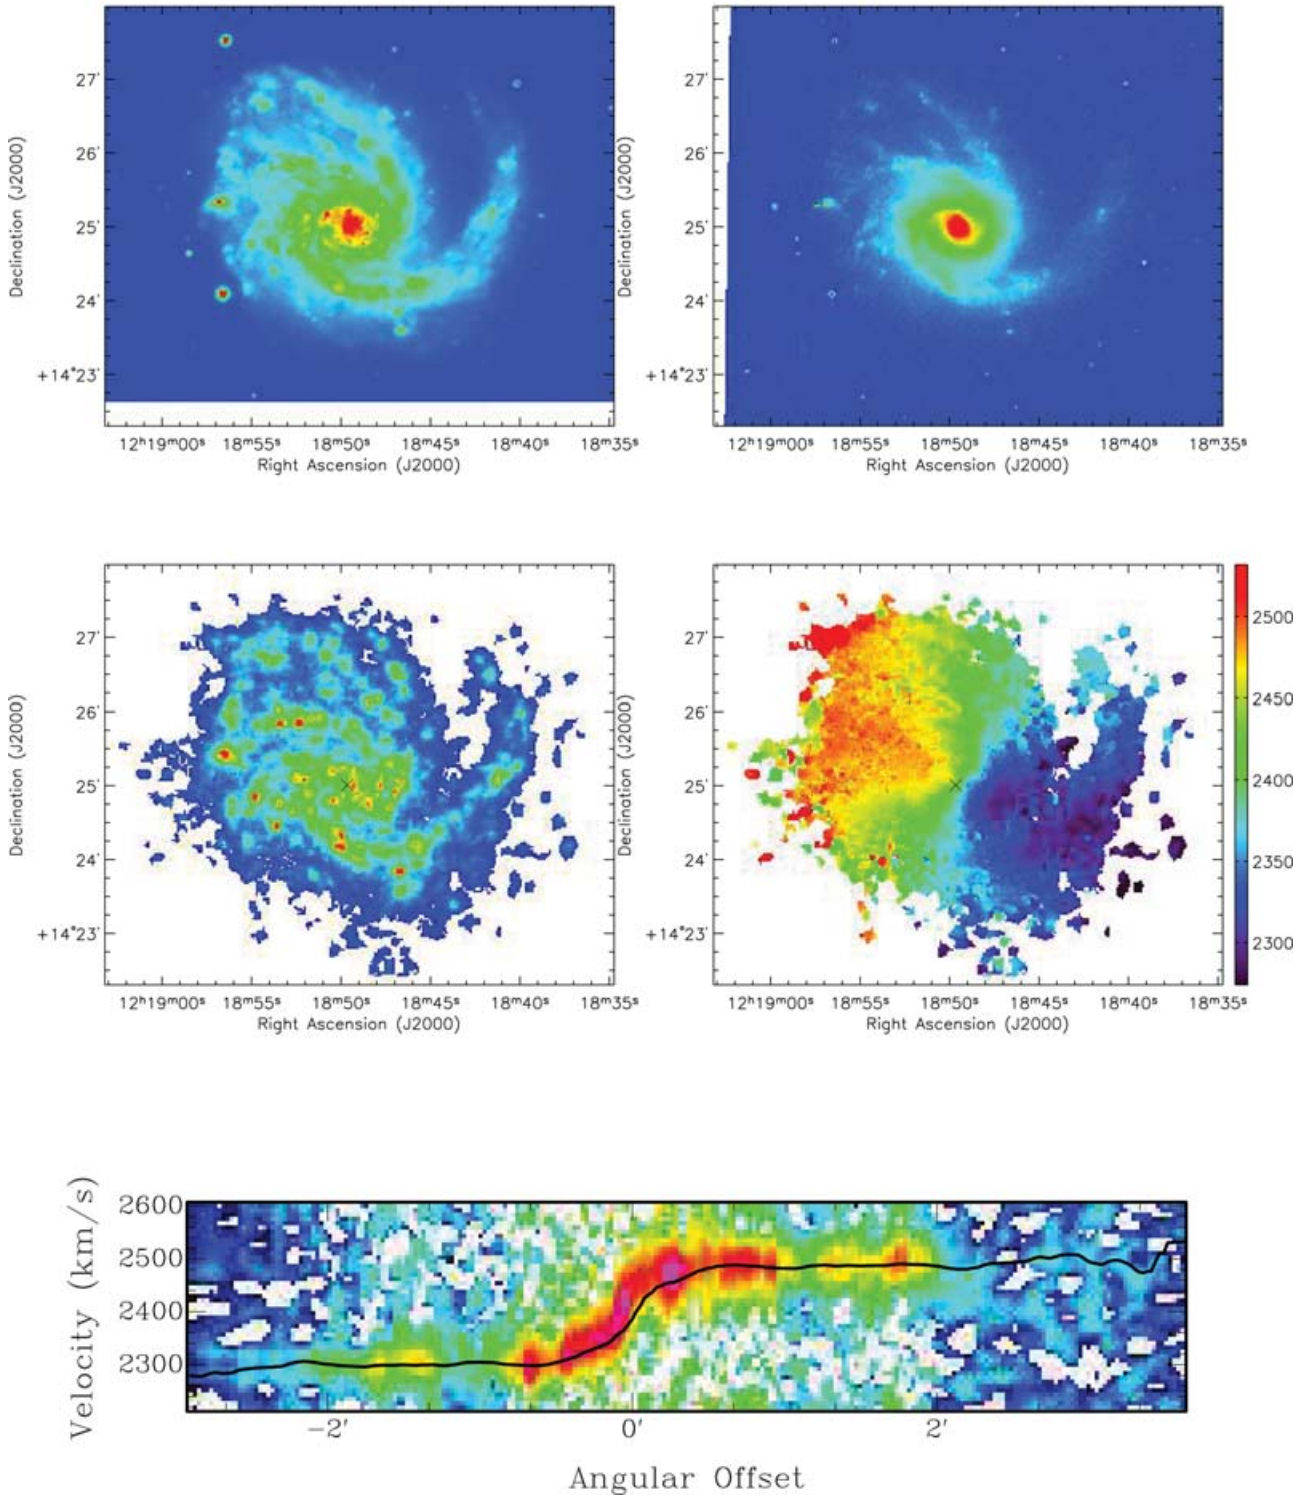 27'
26'
25'
24'
+14°23'
Declination (J2000)
12ʰ19ᵐ00ˢ 18ᵐ55ˢ 18ᵐ50ˢ 18ᵐ45ˢ 18ᵐ40ˢ 18ᵐ35ˢ
Right Ascension (J2000)
27'
26'
25'
24'
+14°23'
Declination (J2000)
12ʰ19ᵐ00ˢ 18ᵐ55ˢ 18ᵐ50ˢ 18ᵐ45ˢ 18ᵐ40ˢ 18ᵐ35ˢ
Right Ascension (J2000)
27'
26'
25'
24'
+14°23'
Declination (J2000)
12ʰ19ᵐ00ˢ 18ᵐ55ˢ 18ᵐ50ˢ 18ᵐ45ˢ 18ᵐ40ˢ 18ᵐ35ˢ
Right Ascension (J2000)
27'
26'
25'
24'
+14°23'
Declination (J2000)
12ʰ19ᵐ00ˢ 18ᵐ55ˢ 18ᵐ50ˢ 18ᵐ45ˢ 18ᵐ40ˢ 18ᵐ35ˢ
Right Ascension (J2000)
2500
2450
2400
2350
2300
Velocity (km/s)
2600
2500
2400
2300
−2' 0' 2'
Angular Offset